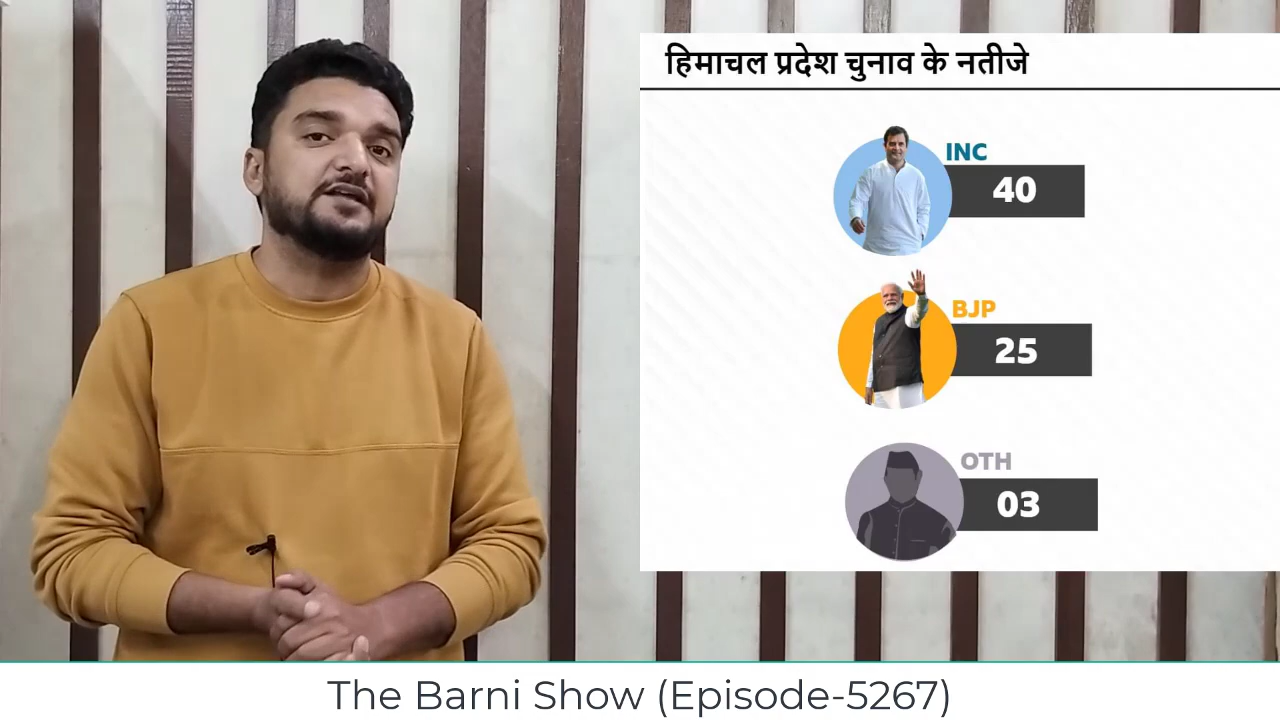 हिमाचल प्रदेश चुनाव के नतीजे
INC
40
BJP
25
OTH
03
The Barni Show (Episode-5267)